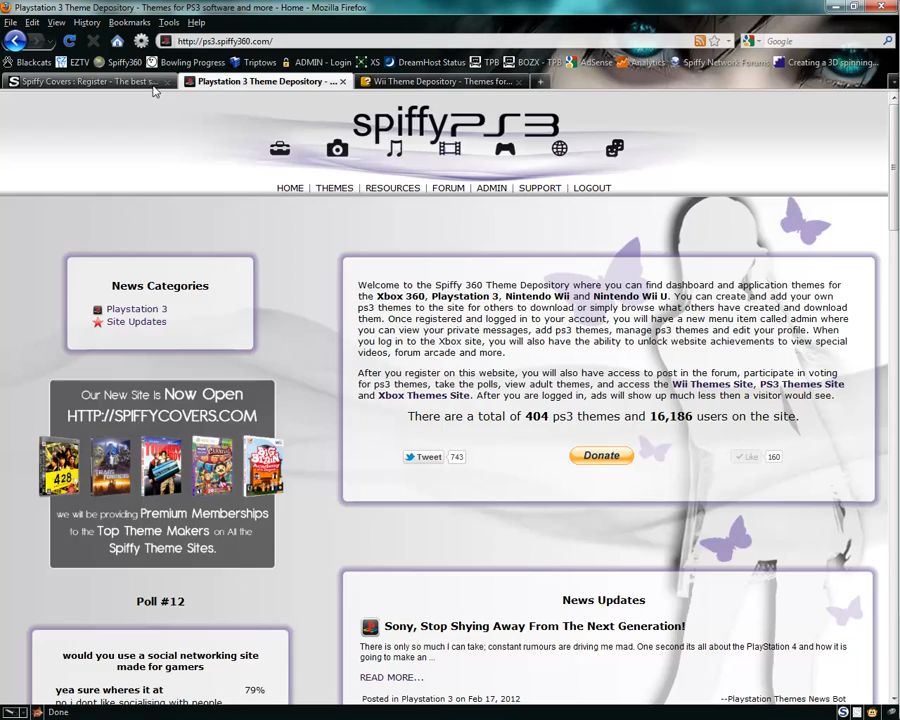 Playstation 3 Theme Depository - Themes for PS3 software and more - Home - Mozilla Firefox
File Edit View History Bookmarks Tools Help
http://ps3.spiffy360.com/
Google
Blackcats EZTV Spiffy360 Bowling Progress Triptows ADMIN - Login XS DreamHost Status TPB BOZX - TPB AdSense Analytics Spiffy Network Forums Creating a 3D spinning...
Spiffy Covers : Register - The best s...
Playstation 3 Theme Depository - ...
Wii Theme Depository - Themes for...
spiffyPS3
HOME | THEMES | RESOURCES | FORUM | ADMIN | SUPPORT | LOGOUT
News Categories
Playstation 3
Site Updates
Our New Site is Now Open
HTTP://SPIFFYCOVERS.COM
428
we will be providing Premium Memberships
to the Top Theme Makers on All the
Spiffy Theme Sites.
Poll #12
would you use a social networking site
made for gamers
yea sure wheres it at 79%
no i dont like socialising with people
Welcome to the Spiffy 360 Theme Depository where you can find dashboard and application themes for
the Xbox 360, Playstation 3, Nintendo Wii and Nintendo Wii U. You can create and add your own
ps3 themes to the site for others to download or simply browse what others have created and download
them. Once registered and logged in to your account, you will have a new menu item called admin where
you can view your private messages, add ps3 themes, manage ps3 themes and edit your profile. When
you log in to the Xbox site, you will also have the ability to unlock website achievements to view special
videos, forum arcade and more.
After you register on this website, you will also have access to post in the forum, participate in voting
for ps3 themes, take the polls, view adult themes, and access the Wii Themes Site, PS3 Themes Site
and Xbox Themes Site. After you are logged in, ads will show up much less then a visitor would see.
There are a total of 404 ps3 themes and 16,186 users on the site.
Tweet 743
Donate
Like 160
News Updates
Sony, Stop Shying Away From The Next Generation!
There is only so much I can take; constant rumours are driving me mad. One second its all about the PlayStation 4 and how it is
going to make an ...
READ MORE...
Posted in Playstation 3 on Feb 17, 2012
--Playstation Themes News Bot
Done